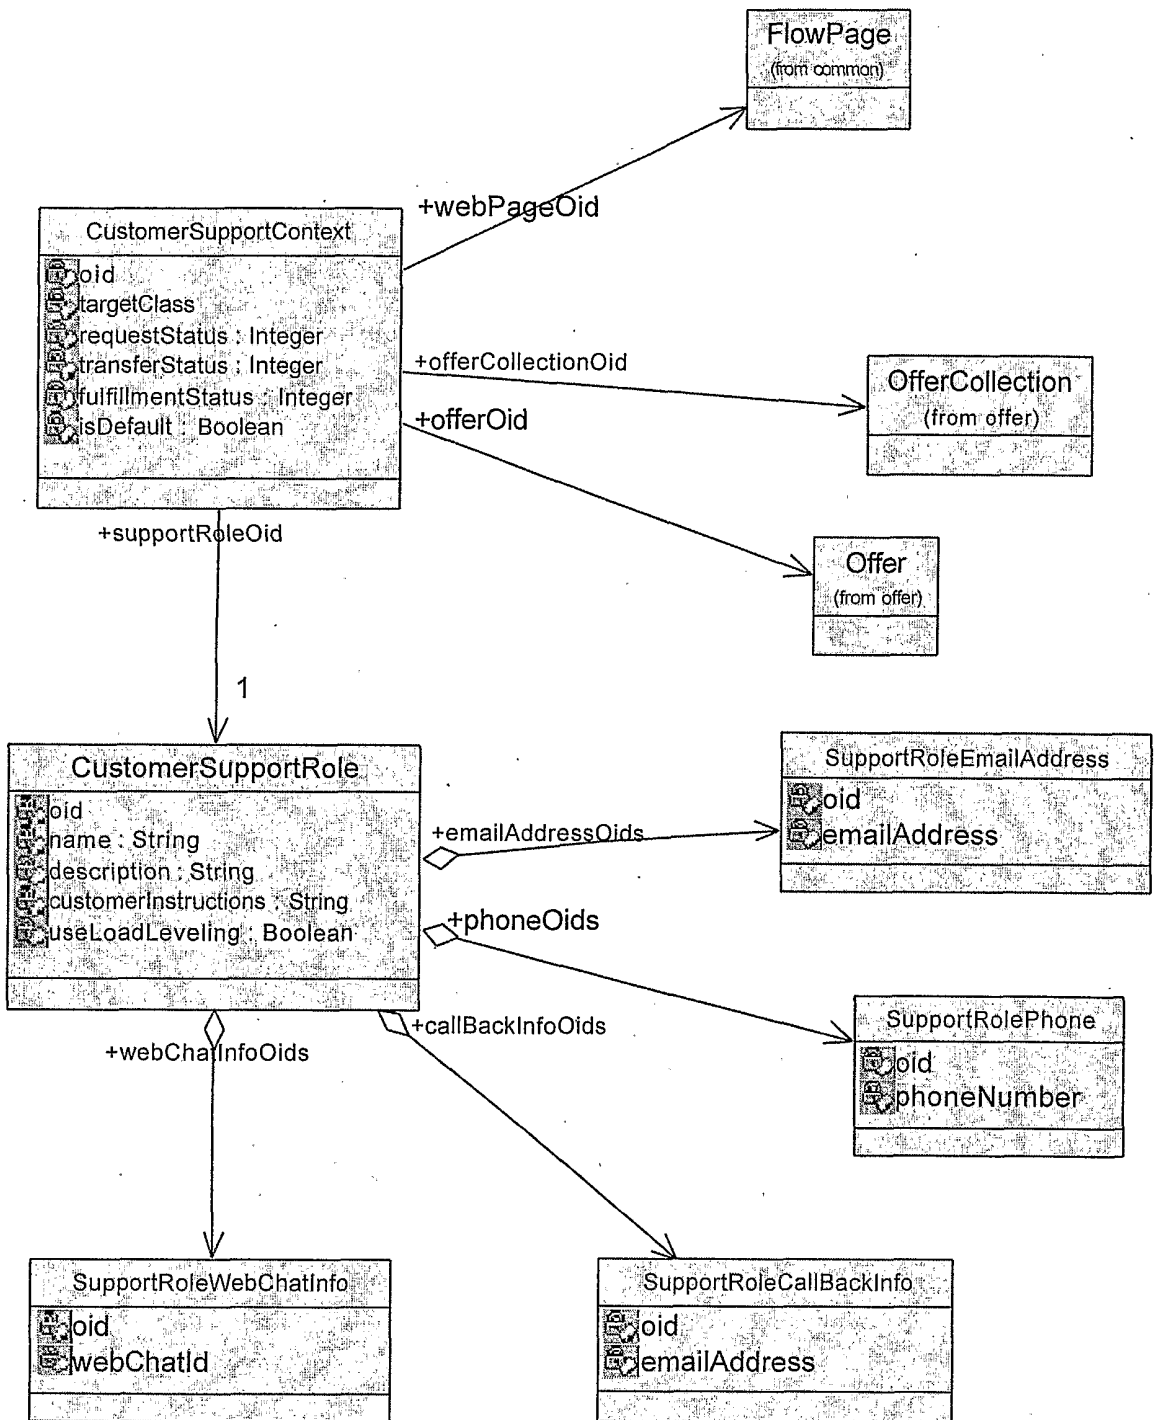 FlowPage
(from common)
+webPageOid
CustomerSupportContext
oid
targetClass
requestStatus : Integer
transferStatus : Integer
fulfillmentStatus : Integer
isDefault : Boolean
+offerCollectionOid
OfferCollection
(from offer)
+offerOid
+supportRoleOid
Offer
(from offer)
1
CustomerSupportRole
oid
name : String
description : String
customerInstructions : String
useLoadLeveling : Boolean
SupportRoleEmailAddress
oid
emailAddress
+emailAddressOids
+phoneOids
SupportRolePhone
oid
phoneNumber
+callBackInfoOids
+webChatInfoOids
SupportRoleWebChatInfo
oid
webChatId
SupportRoleCallBackInfo
oid
emailAddress